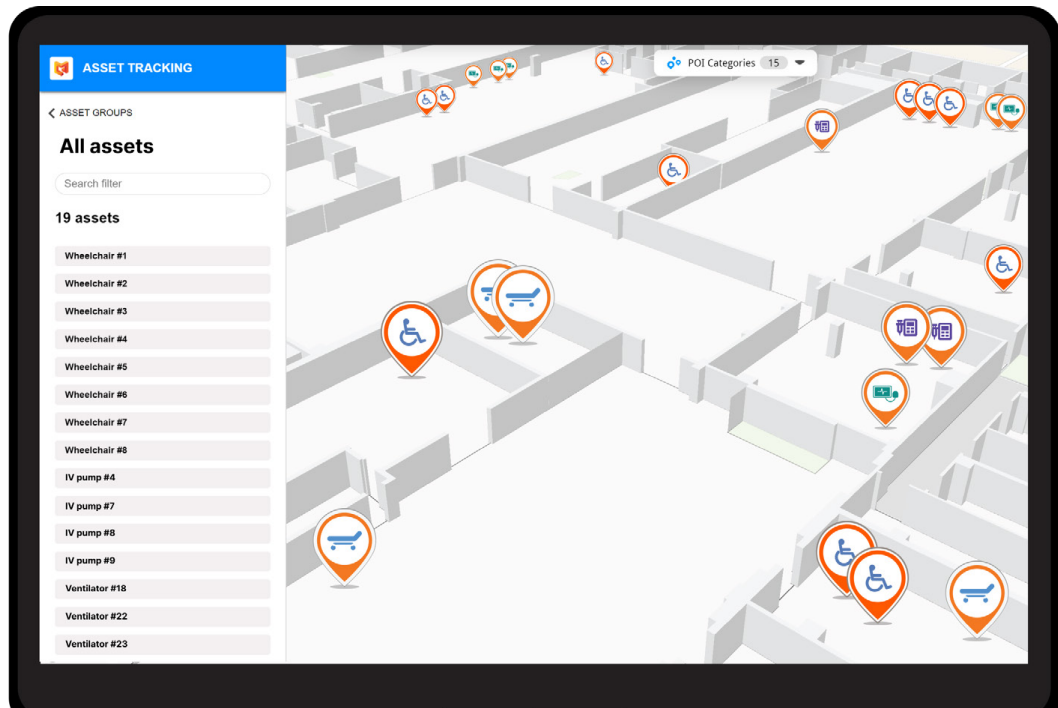 ASSET TRACKING
POI Categories 15
ASSET GROUPS
All assets
Search filter
19 assets
Wheelchair #1
Wheelchair #2
Wheelchair #3
Wheelchair #4
Wheelchair #5
Wheelchair #6
Wheelchair #7
Wheelchair #8
IV pump #4
IV pump #7
IV pump #8
IV pump #9
Ventilator #18
Ventilator #22
Ventilator #23